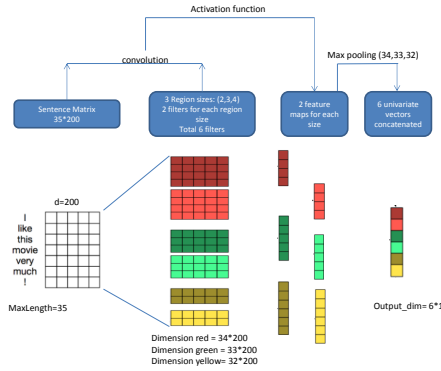 Activation function
Max pooling (34,33,32)
convolution
Sentence Matrix
35*200
3 Region sizes: (2,3,4)
2 filters for each region
size
Total 6 filters
2 feature
maps for each
size
6 univariate
vectors
concatenated
d=200
I
like
this
movie
very
much
!
MaxLength=35
Output_dim= 6*1
Dimension red = 34*200
Dimension green = 33*200
Dimension yellow= 32*200